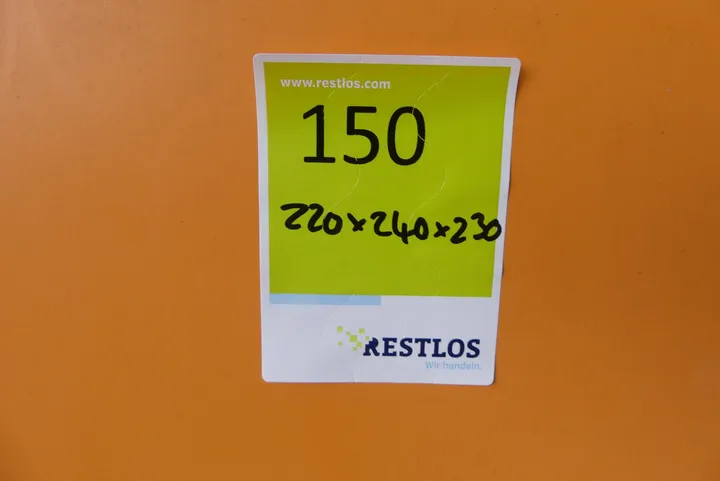 www.restlos.com
150
220x240x230
RESTLOS
Wir handeln.